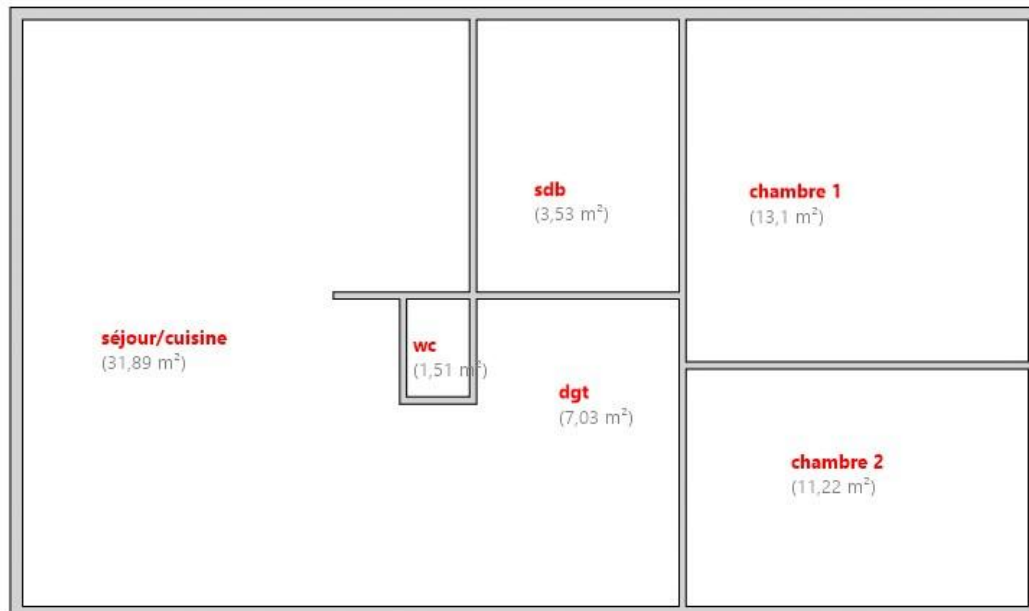 sdb
(3,53 m²)
chambre 1
(13,1 m²)
séjour/cuisine
(31,89 m²)
wc
(1,51 m²)
dgt
(7,03 m²)
chambre 2
(11,22 m²)